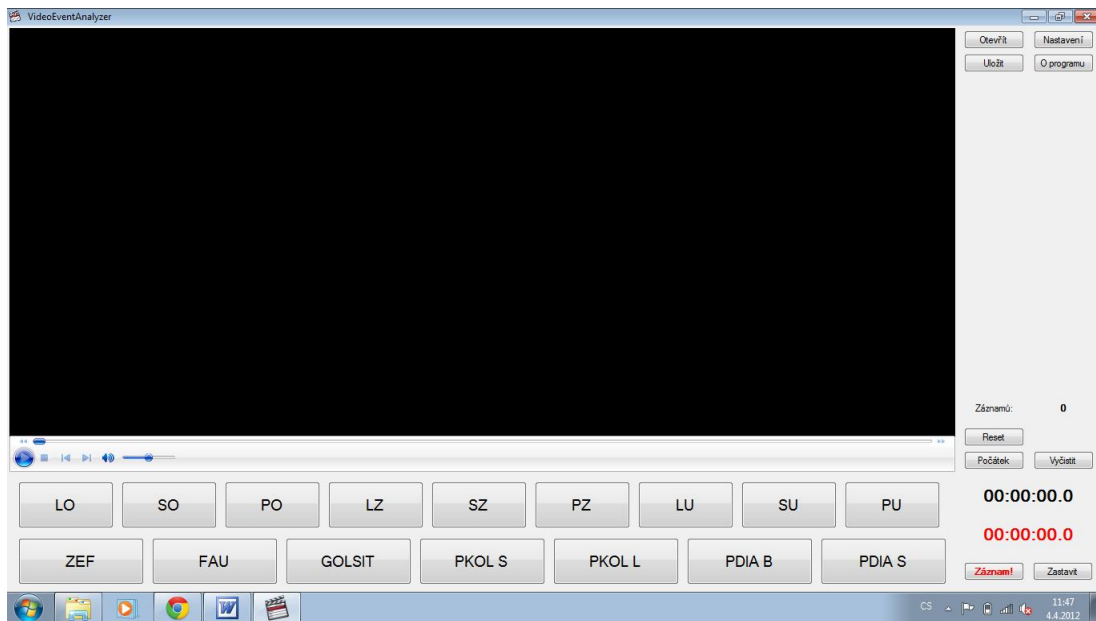 VideoEventAnalyzer
Otevřít Nastavení
Uložit O programu
Záznamů: 0
Reset
Počátek Vyčistit
LO SO PO LZ SZ PZ LU SU PU
00:00:00.0
00:00:00.0
ZEF FAU GOLSIT PKOL S PKOL L PDIA B PDIA S
Záznam! Zastavit
CS 11:47
4.4.2012